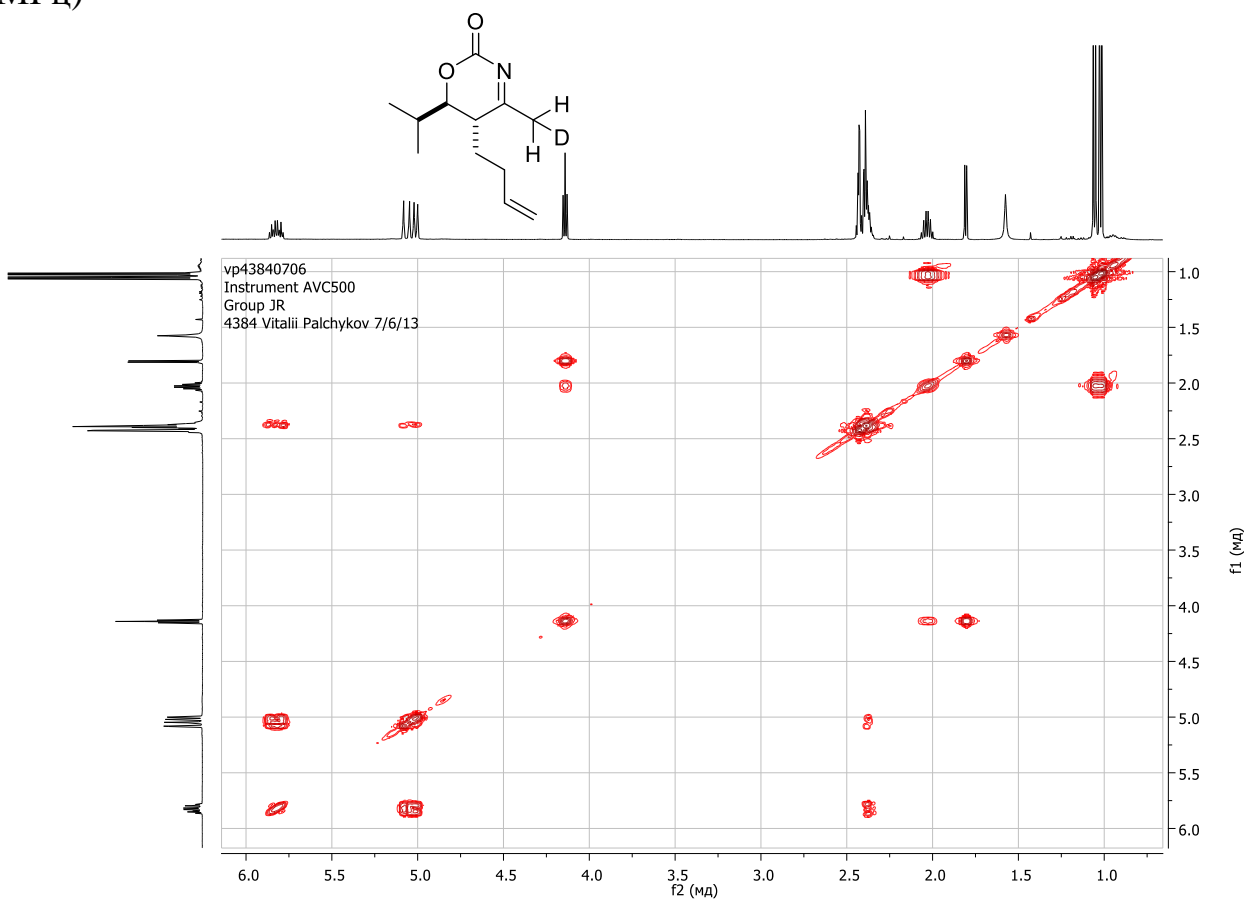 МГц)
O
O
N
H
D
H
vp43840706
Instrument AVC500
Group JR
4384 Vitalii Palchykov 7/6/13
1.0
1.5
2.0
2.5
3.0
3.5
4.0
4.5
5.0
5.5
6.0
f1 (мд)
6.0 5.5 5.0 4.5 4.0 3.5 3.0 2.5 2.0 1.5 1.0
f2 (мд)